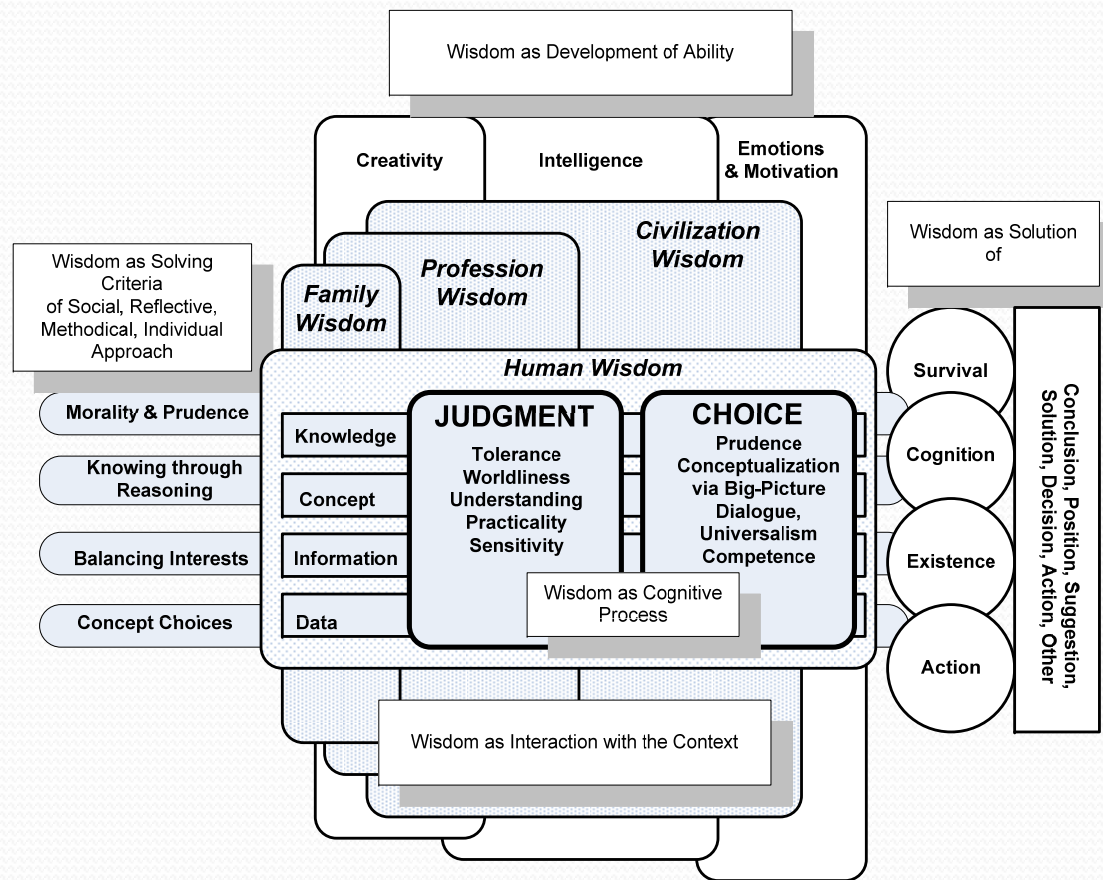 Wisdom as Development of Ability
Creativity
Intelligence
Emotions
& Motivation
Civilization
Wisdom
Profession
Wisdom
Family
Wisdom
Wisdom as Solving
Criteria
of Social, Reflective,
Methodical, Individual
Approach
Wisdom as Solution
of
Human Wisdom
Morality & Prudence
Knowing through
Reasoning
Balancing Interests
Concept Choices
Knowledge
Concept
Information
Data
JUDGMENT
Tolerance
Worldliness
Understanding
Practicality
Sensitivity
CHOICE
Prudence
Conceptualization
via Big-Picture
Dialogue,
Universalism
Competence
Wisdom as Cognitive
Process
Survival
Cognition
Existence
Action
Conclusion, Position, Suggestion,
Solution, Decision, Action, Other
Wisdom as Interaction with the Context